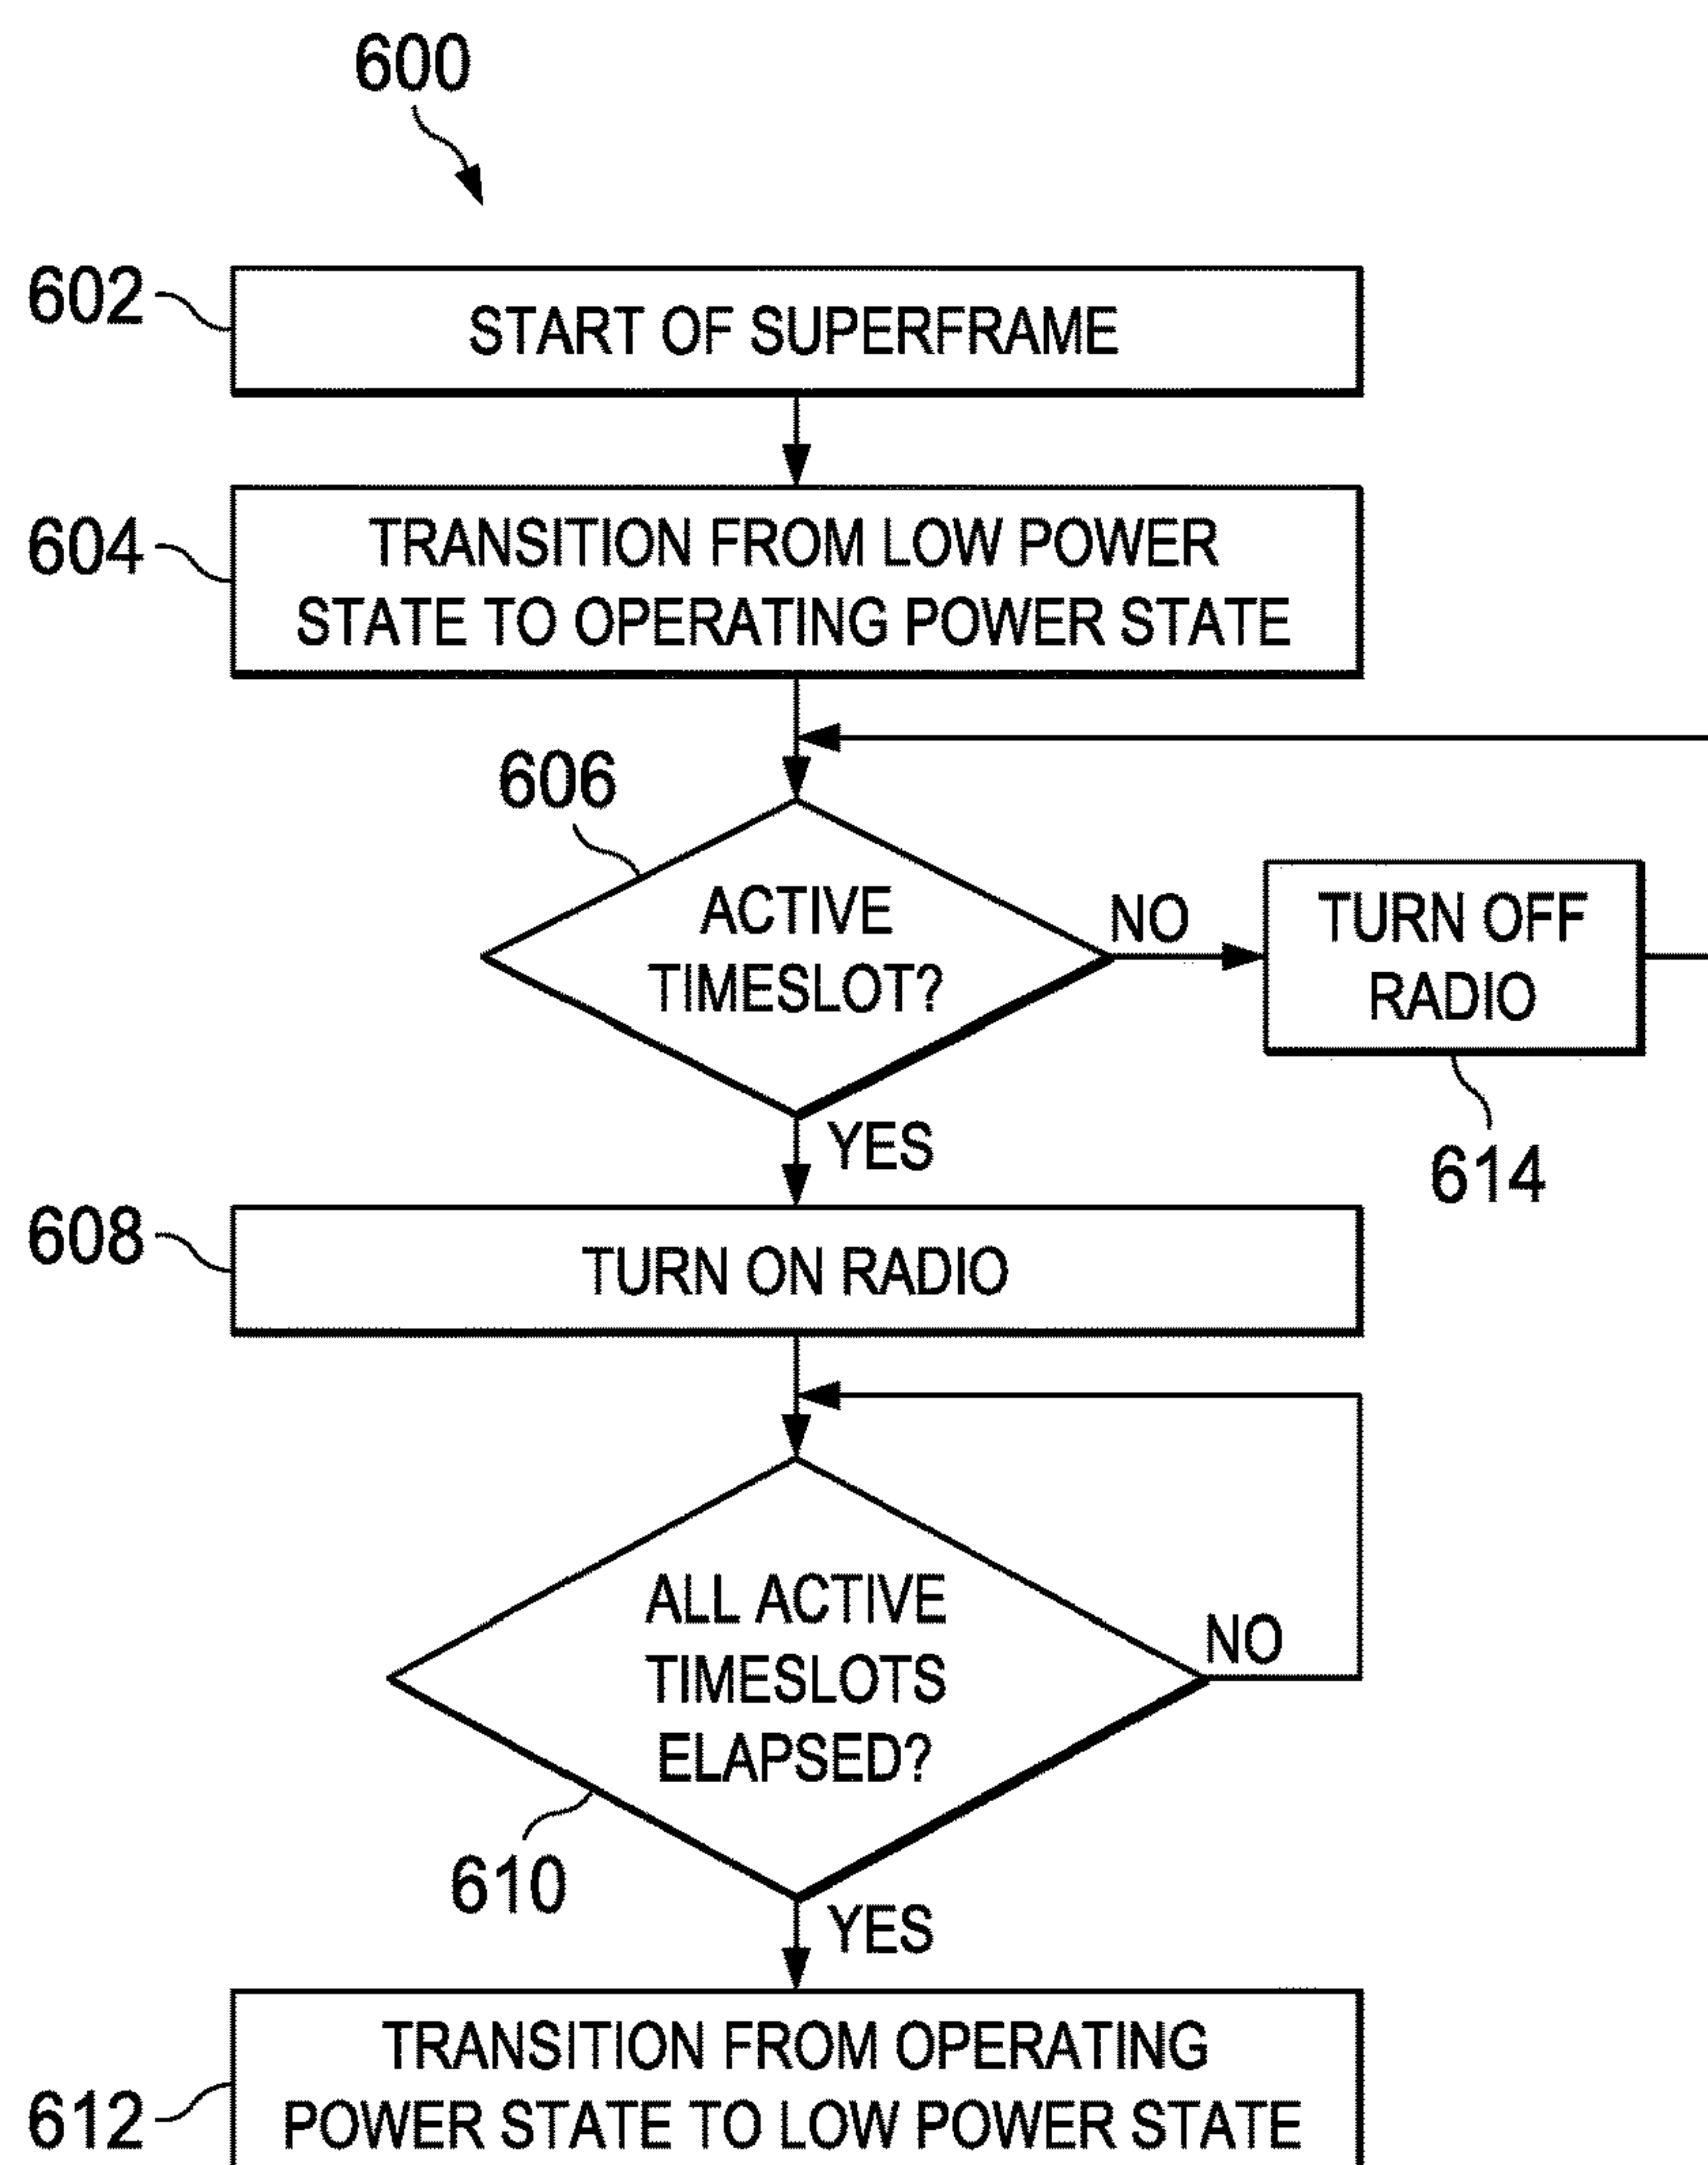 600
602
START OF SUPERFRAME
604
TRANSITION FROM LOW POWER
STATE TO OPERATING POWER STATE
606
ACTIVE
TIMESLOT?
NO
TURN OFF
RADIO
614
YES
608
TURN ON RADIO
ALL ACTIVE
TIMESLOTS
ELAPSED?
NO
610
YES
612
TRANSITION FROM OPERATING
POWER STATE TO LOW POWER STATE